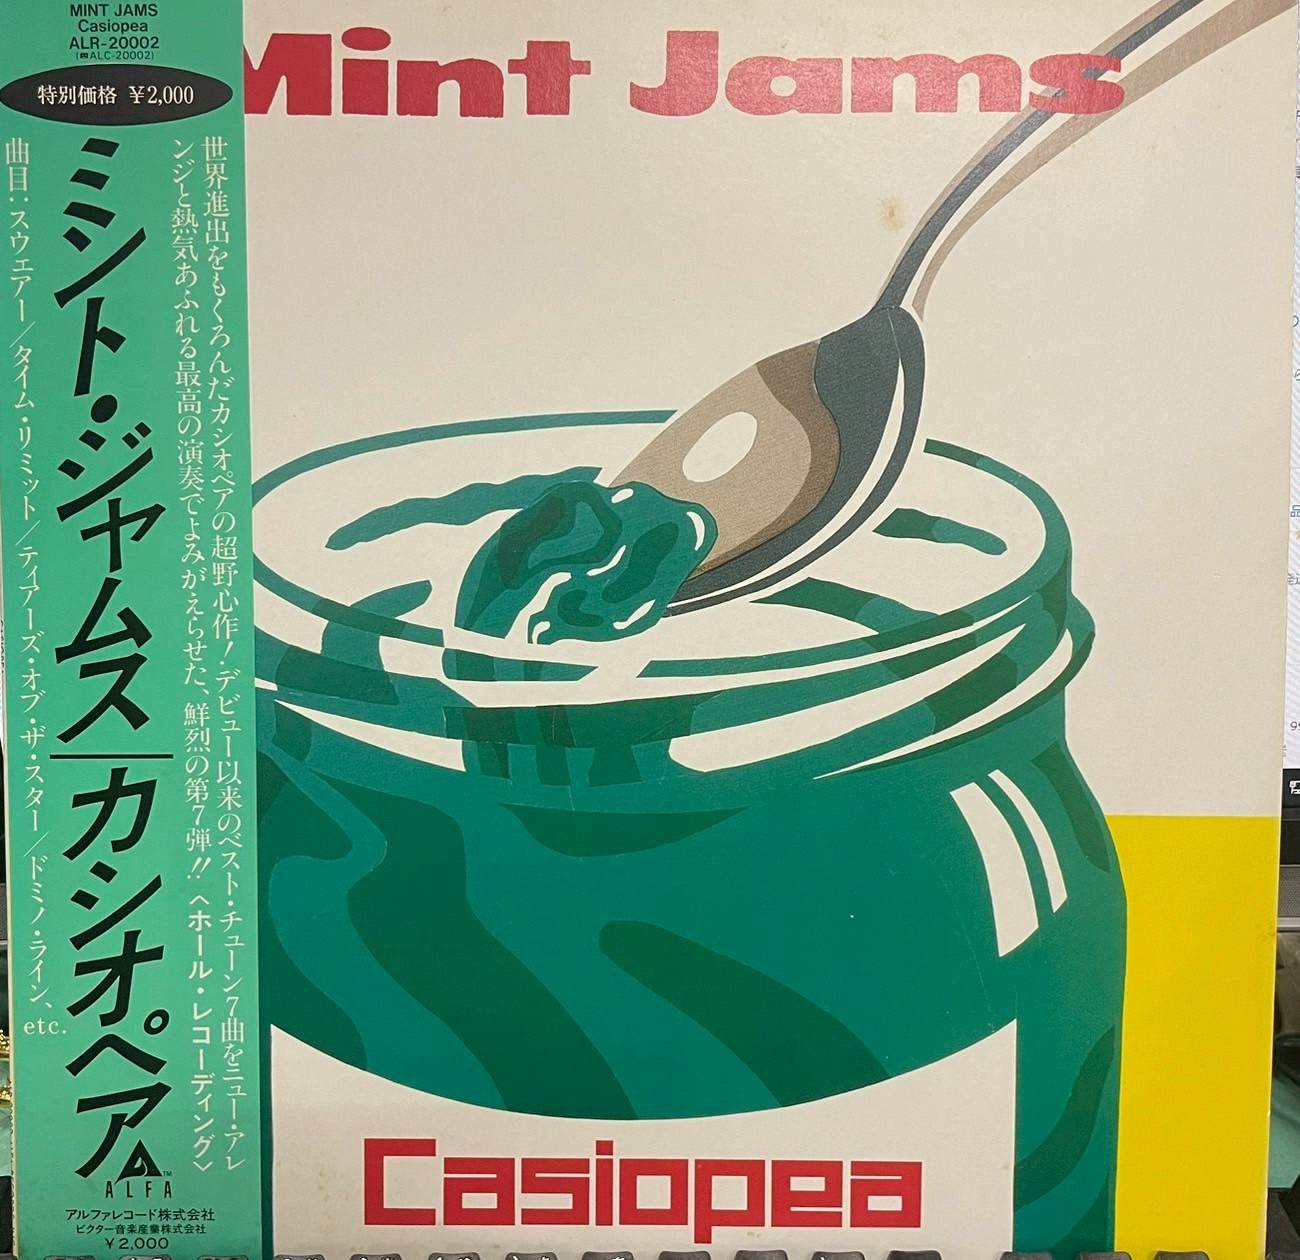 MINT JAMS
Casiopea
ALR-20002
(ALC-20002)
特別価格 ¥2,000
世界進出をもくろんだカシオペアの超野心作!デビュー以来のベスト・チューン7曲をニュー・アレ
ンジと熱気あふれる最高の演奏でよみがえらせた、鮮烈の第7弾!!〈ホール・レコーディング〉
ミント・ジャムス/カシオペア
曲目:スウェアー/タイム・リミット/ティアーズ・オブ・ザ・スター/ドミノ・ライン、etc.
ALFA
TM
アルファレコード株式会社
ビクター音楽産業株式会社
¥2,000
Mint Jams
Casiopea